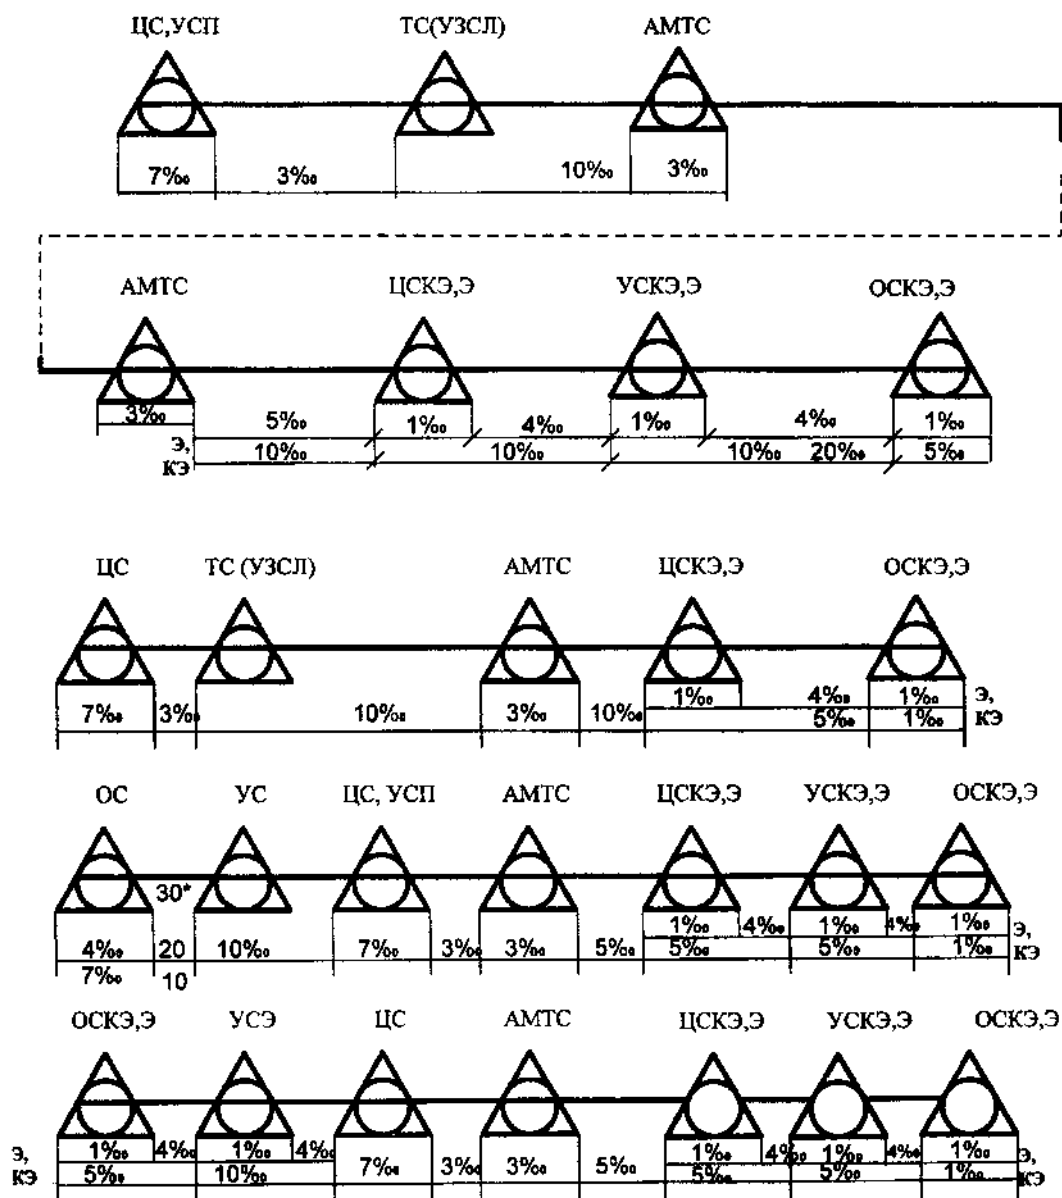 ЦС,УСП ТС(УЗСЛ) АМТС
7‰ 3‰ 10‰ 3‰
АМТС ЦСКЭ,Э УСКЭ,Э ОСКЭ,Э
3‰ 5‰ 1‰ 4‰ 1‰ 4‰ 1‰
Э,
КЭ 10‰ 10‰ 10‰ 20‰ 5‰
ЦС ТС (УЗСЛ) АМТС ЦСКЭ,Э ОСКЭ,Э
1‰ 4‰ 1‰ Э,
7‰ 3‰ 10‰ 3‰ 10‰ 5‰ 1‰ КЭ
ОС УС ЦС, УСП АМТС ЦСКЭ,Э УСКЭ,Э ОСКЭ,Э
30*
1‰ 4‰ 1‰ 4‰ 1‰ Э,
4‰ 20 10‰ 7‰ 3‰ 3‰ 5‰ 5‰ 5‰ 1‰ КЭ
7‰ 10
ОСКЭ,Э УСЭ ЦС АМТС ЦСКЭ,Э УСКЭ,Э ОСКЭ,Э
Э, 1‰ 4‰ 1‰ 4‰ 1‰ 4‰ 1‰ 4‰ 1‰ Э,
КЭ 5‰ 10‰ 7‰ 3‰ 3‰ 5‰ 5‰ 5‰ 1‰ КЭ